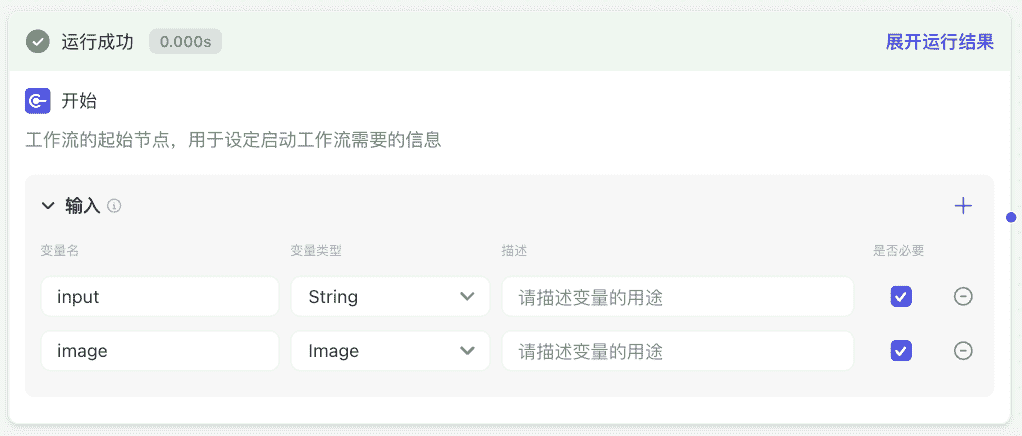 运行成功 0.000s 展开运行结果
开始
工作流的起始节点，用于设定启动工作流需要的信息
输入
变量名 变量类型 描述 是否必要
input String 请描述变量的用途
image Image 请描述变量的用途